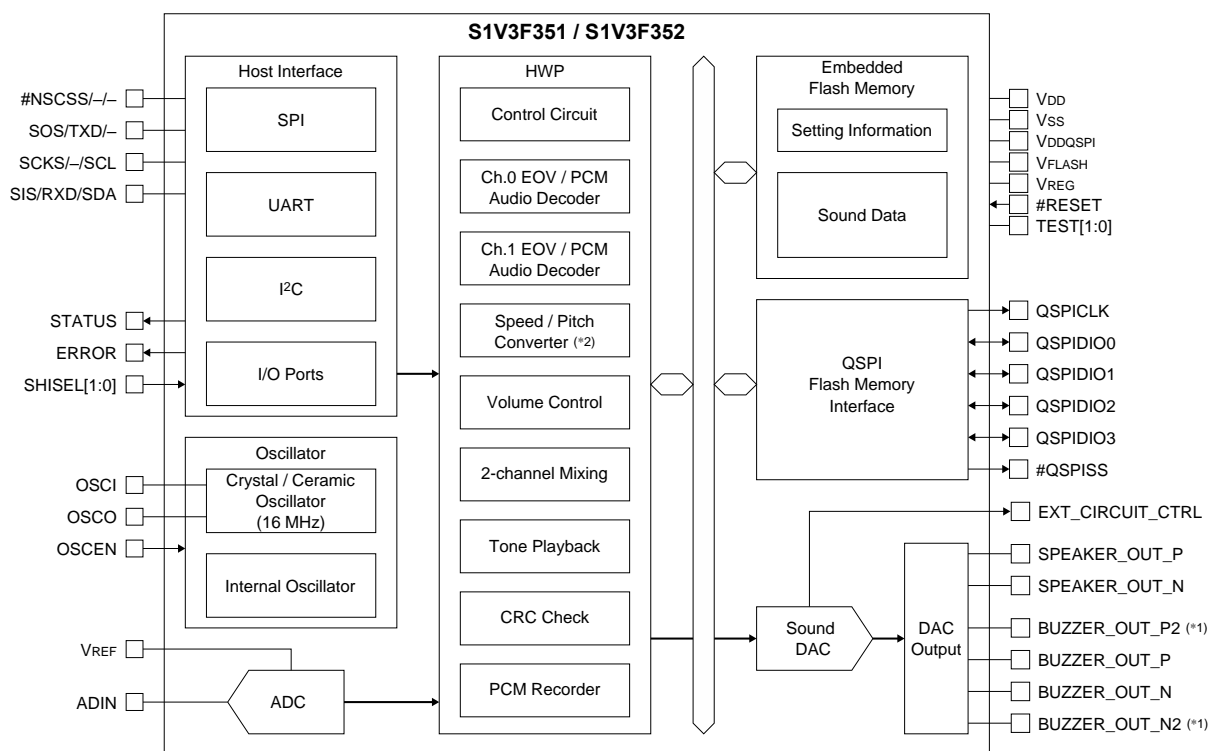 S1V3F351 / S1V3F352
Host Interface
SPI
UART
I2C
I/O Ports
#NSCSS/–/–
SOS/TXD/–
SCKS/–/SCL
SIS/RXD/SDA
STATUS
ERROR
SHISEL[1:0]
Oscillator
Crystal / Ceramic
Oscillator
(16 MHz)
Internal Oscillator
OSCI
OSCO
OSCEN
VREF
ADIN
ADC
HWP
Control Circuit
Ch.0 EOV / PCM
Audio Decoder
Ch.1 EOV / PCM
Audio Decoder
Speed / Pitch
Converter (*2)
Volume Control
2-channel Mixing
Tone Playback
CRC Check
PCM Recorder
Embedded
Flash Memory
Setting Information
Sound Data
VDD
VSS
VDDQSPI
VFLASH
VREG
#RESET
TEST[1:0]
QSPI
Flash Memory
Interface
QSPICLK
QSPIDIO0
QSPIDIO1
QSPIDIO2
QSPIDIO3
#QSPISS
EXT_CIRCUIT_CTRL
Sound
DAC
DAC
Output
SPEAKER_OUT_P
SPEAKER_OUT_N
BUZZER_OUT_P2 (*1)
BUZZER_OUT_P
BUZZER_OUT_N
BUZZER_OUT_N2 (*1)